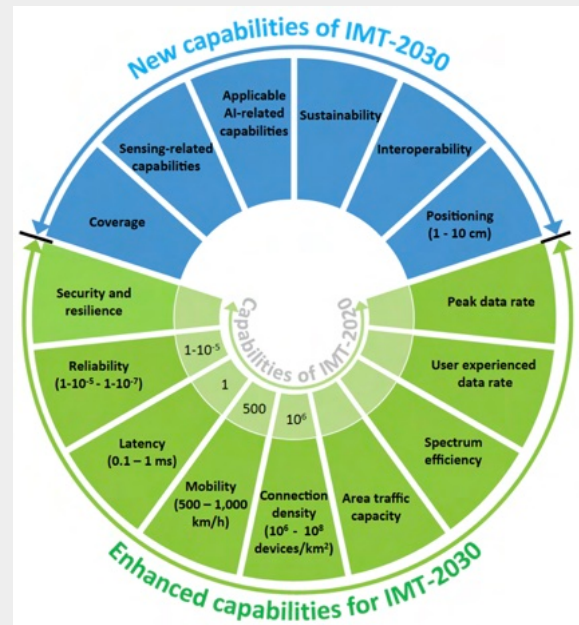 New capabilities of IMT-2030
Applicable
AI-related
capabilities
Sustainability
Sensing-related
capabilities
Interoperability
Coverage
Positioning
(1 - 10 cm)
Security and
resilience
Capabilities of IMT-2020
Peak data rate
Reliability
(1-10⁻⁵ - 1-10⁻⁷)
1-10⁻⁵
User experienced
data rate
Latency
(0.1 – 1 ms)
1
Spectrum
efficiency
Mobility
(500 – 1,000
km/h)
500
Connection
density
(10⁶ - 10⁸
devices/km²)
10⁶
Area traffic
capacity
Enhanced capabilities for IMT-2030